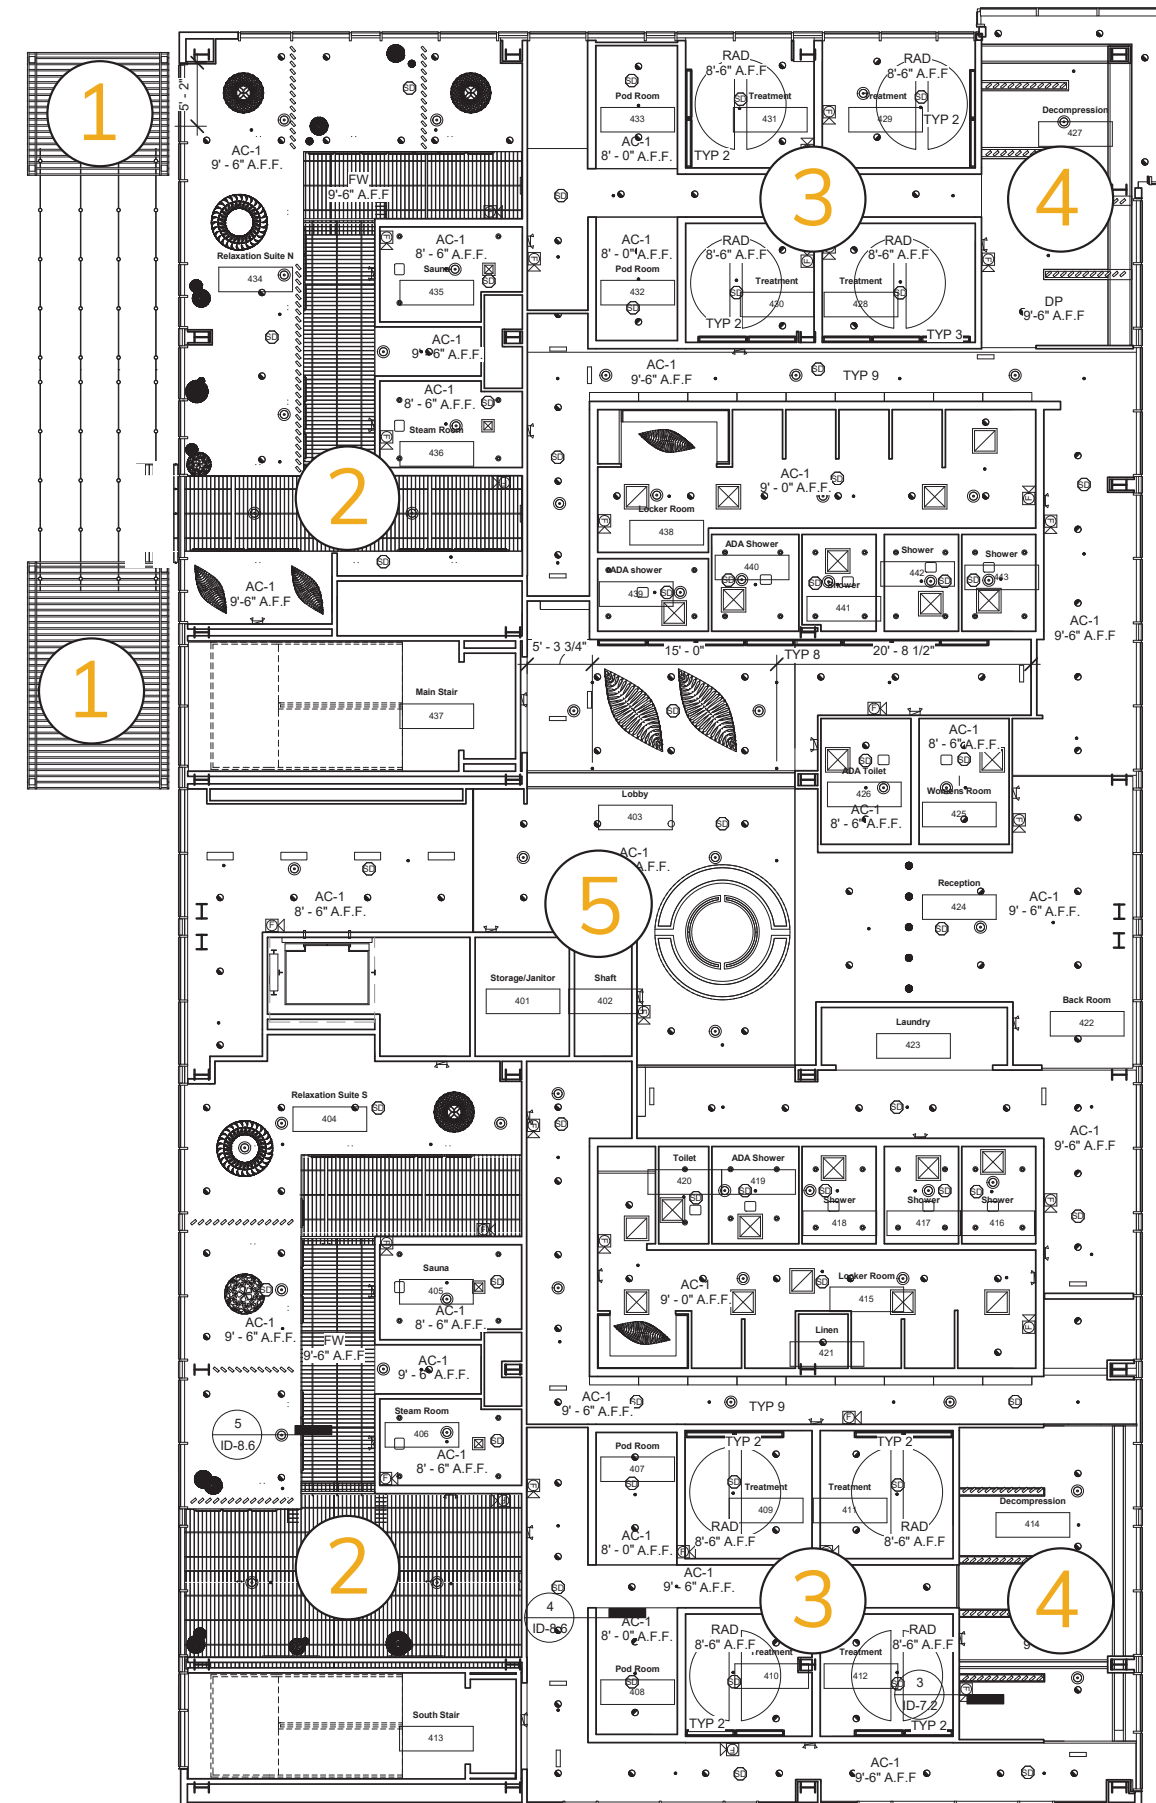 1
5' - 2"
AC-1
9' - 6" A.F.F
FW
9'-6" A.F.F
Relaxation Suite N
434
AC-1
8' - 6" A.F.F.
Sauna
435
AC-1
9' - 6" A.F.F.
AC-1
8' - 6" A.F.F.
Steam Room
436
2
AC-1
9'-6" A.F.F
1
Main Stair
437
Pod Room
433
AC-1
8' - 0" A.F.F.
RAD
8'-6" A.F.F
Treatment
431
TYP 2
RAD
8'-6" A.F.F
Treatment
429
TYP 2
3
Decompression
427
4
AC-1
8' - 0" A.F.F.
Pod Room
432
RAD
8'-6" A.F.F
Treatment
430
TYP 2
RAD
8'-6" A.F.F
Treatment
428
TYP 3
DP
9'-6" A.F.F
AC-1
9'-6" A.F.F
TYP 9
AC-1
9' - 0" A.F.F.
Locker Room
438
ADA Shower
440
ADA shower
439
Shower
441
Shower
442
Shower
443
AC-1
9'-6" A.F.F
5' - 3 3/4"
15' - 0"
TYP 8
20' - 8 1/2"
ADA Toilet
426
AC-1
8' - 6" A.F.F.
AC-1
8' - 6" A.F.F.
Womens Room
425
Lobby
403
AC-1
A.F.F.
5
AC-1
8' - 6" A.F.F.
Reception
424
AC-1
9' - 6" A.F.F.
Storage/Janitor
401
Shaft
402
Laundry
423
Back Room
422
Relaxation Suite S
404
AC-1
9' - 6" A.F.F.
Toilet
420
ADA Shower
419
Shower
418
Shower
417
Shower
416
AC-1
9'-6" A.F.F
Sauna
405
AC-1
8' - 6" A.F.F.
FW
9'-6" A.F.F
AC-1
9' - 6" A.F.F.
AC-1
9' - 0" A.F.F.
Locker Room
415
Linen
421
AC-1
9' - 6" A.F.F.
TYP 9
5
ID-8.6
Steam Room
406
AC-1
8' - 6" A.F.F.
2
Pod Room
407
AC-1
8' - 0" A.F.F.
TYP 2
Treatment
409
RAD
8'-6" A.F.F
TYP 2
Treatment
411
RAD
8'-6" A.F.F
Decompression
414
AC-1
9' - 6" A.F.F.
3
4
4
ID-8.6
AC-1
8' - 0" A.F.F.
Pod Room
408
RAD
8'-6" A.F.F
Treatment
410
TYP 2
RAD
8'-6" A.F.F
Treatment
412
TYP 2
3
ID-7.2
South Stair
413
AC-1
9'-6" A.F.F